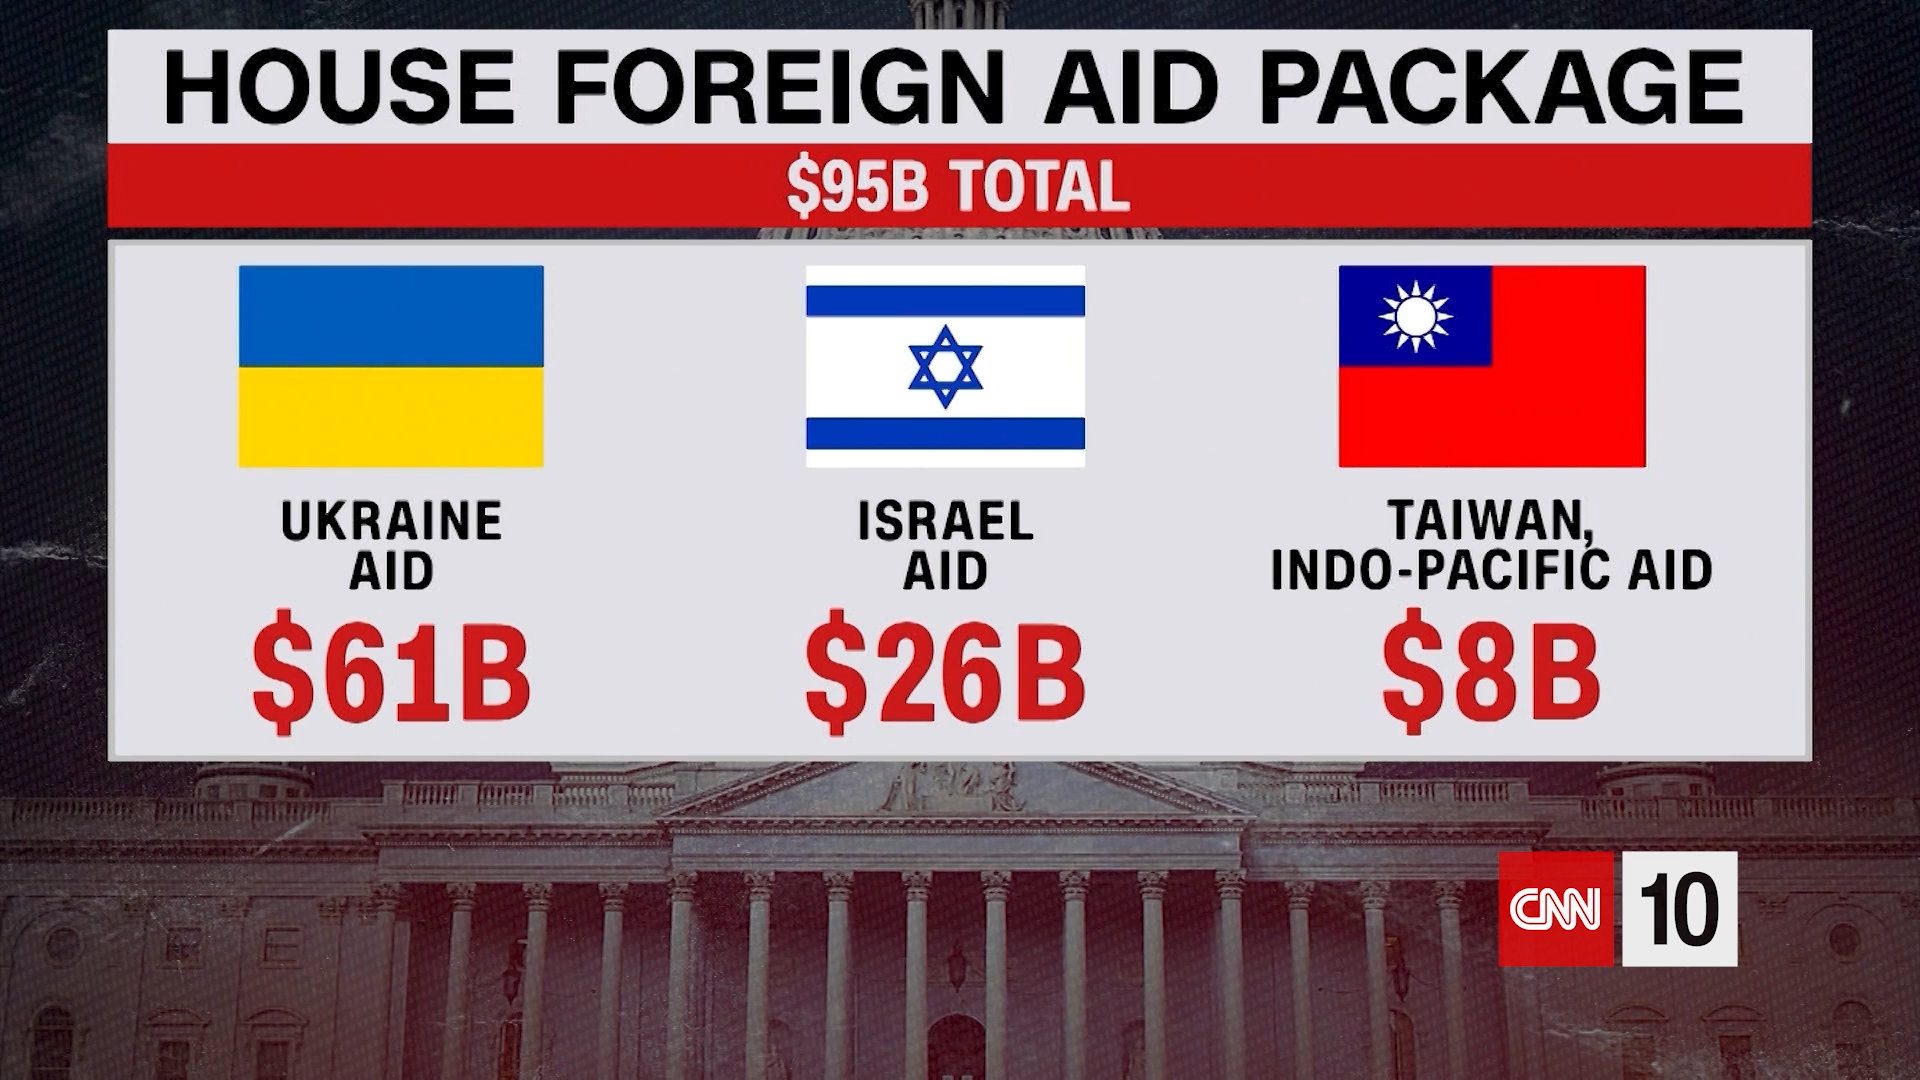 HOUSE FOREIGN AID PACKAGE
$95B TOTAL
UKRAINE
AID
$61B
ISRAEL
AID
$26B
TAIWAN,
INDO-PACIFIC AID
$8B
CNN 10